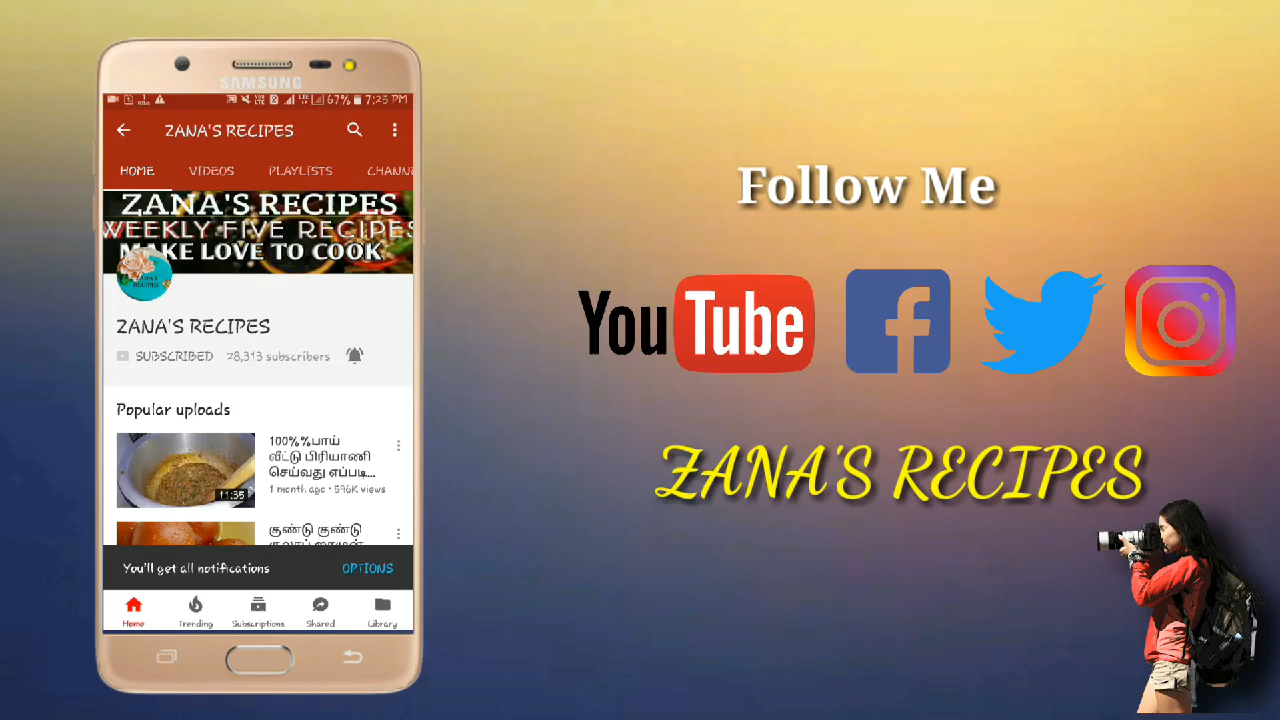 SAMSUNG
67% 7:25 PM
ZANA'S RECIPES
HOME VIDEOS PLAYLISTS CHANN
ZANA'S RECIPES
WEEKLY FIVE RECIPES
MAKE LOVE TO COOK
ZANA'S RECIPES
SUBSCRIBED 28,313 subscribers
Popular uploads
100%%பாய்
வீட்டு பிரியாணி
செய்வது எப்படி...
1 month ago • 596K views
11:35
குண்டு குண்டு
You'll get all notifications OPTIONS
Home Trending Subscriptions Shared Library
Follow Me
YouTube
ZANA'S RECIPES